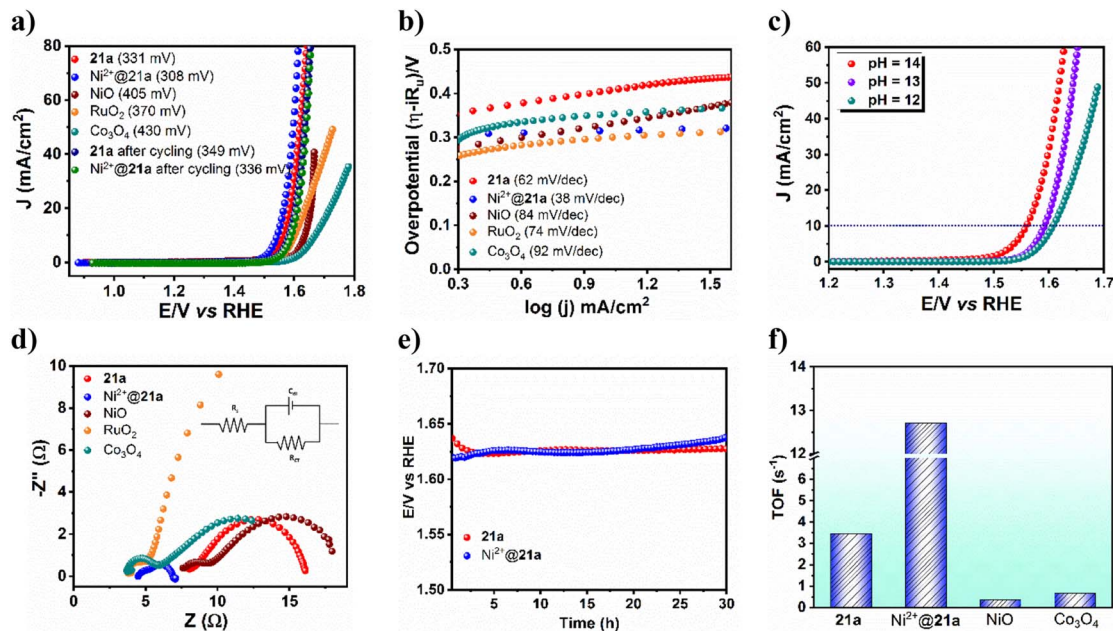 a)
80
60
40
20
0
J (mA/cm²)
21a (331 mV)
Ni²⁺@21a (308 mV)
NiO (405 mV)
RuO₂ (370 mV)
Co₃O₄ (430 mV)
21a after cycling (349 mV)
Ni²⁺@21a after cycling (336 mV)
1.0 1.2 1.4 1.6 1.8
E/V vs RHE
b)
0.5
0.4
0.3
0.2
0.1
0.0
Overpotential (η-iRᵤ)/V
21a (62 mV/dec)
Ni²⁺@21a (38 mV/dec)
NiO (84 mV/dec)
RuO₂ (74 mV/dec)
Co₃O₄ (92 mV/dec)
0.3 0.6 0.9 1.2 1.5
log (j) mA/cm²
c)
60
50
40
30
20
10
0
J (mA/cm²)
pH = 14
pH = 13
pH = 12
1.2 1.3 1.4 1.5 1.6 1.7
E/V vs RHE
d)
10
8
6
4
2
0
-Z" (Ω)
21a
Ni²⁺@21a
NiO
RuO₂
Co₃O₄
0 5 10 15
Z (Ω)
e)
1.70
1.65
1.60
1.55
1.50
E/V vs RHE
21a
Ni²⁺@21a
5 10 15 20 25 30
Time (h)
f)
14
13
12
7
6
5
4
3
2
1
0
TOF (s⁻¹)
21a Ni²⁺@21a NiO Co₃O₄